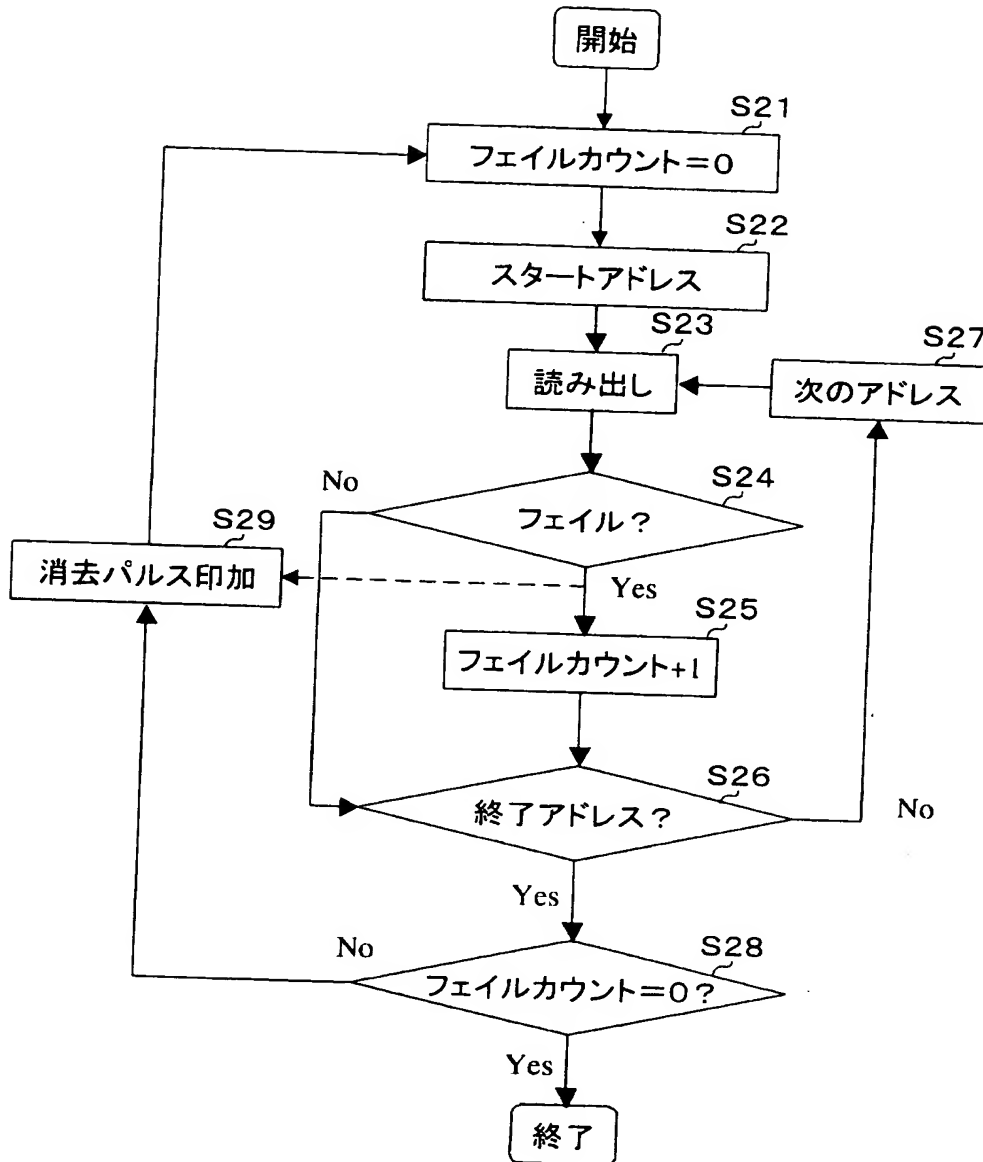 開始
S21
フェイルカウント=0
S22
スタートアドレス
S23
読み出し
S27
次のアドレス
No
S24
フェイル?
S29
消去パルス印加
Yes
S25
フェイルカウント+1
S26
終了アドレス?
No
Yes
No
S28
フェイルカウント=0?
Yes
終了